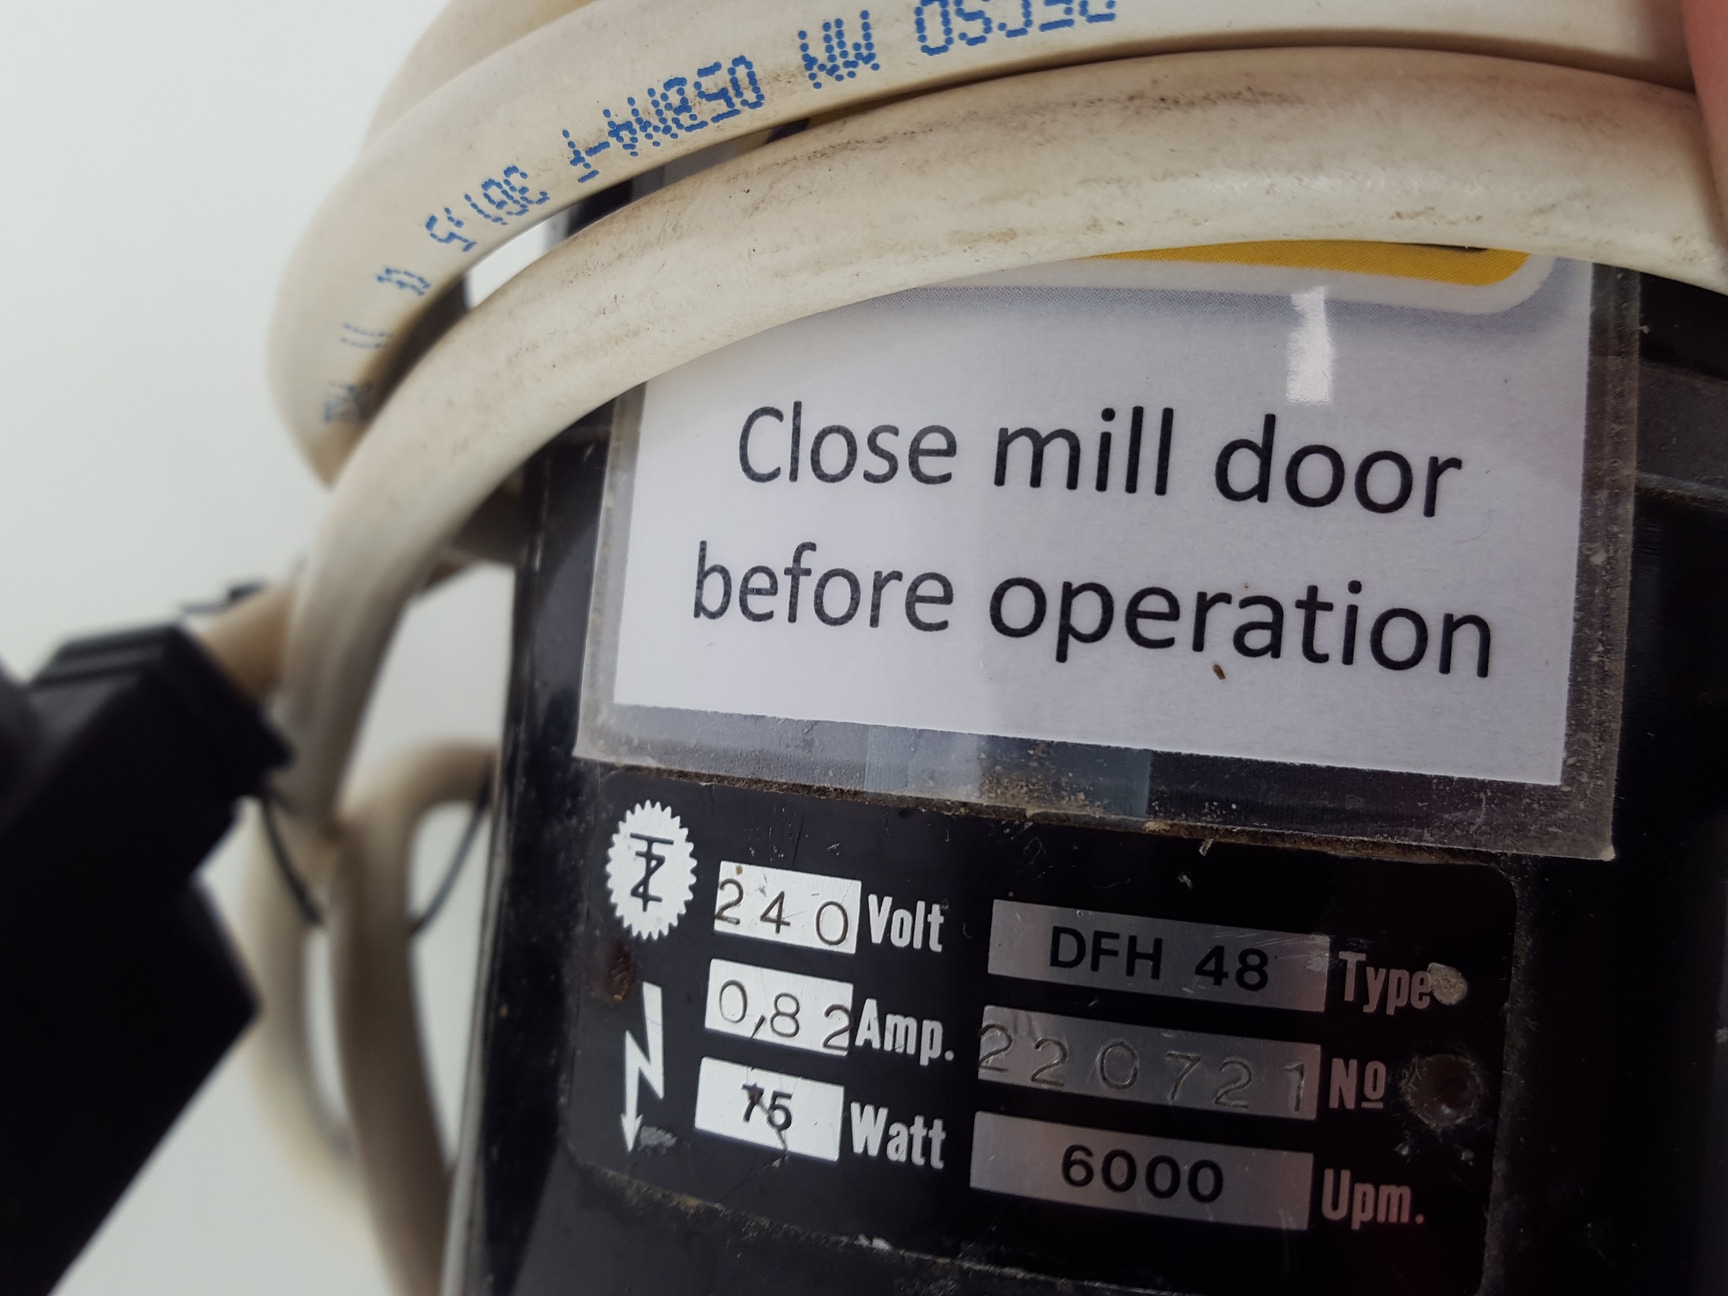 Close mill door
before operation
240 Volt
0,82 Amp.
75 Watt
DFH 48 Type
220721 Nº
6000 Upm.